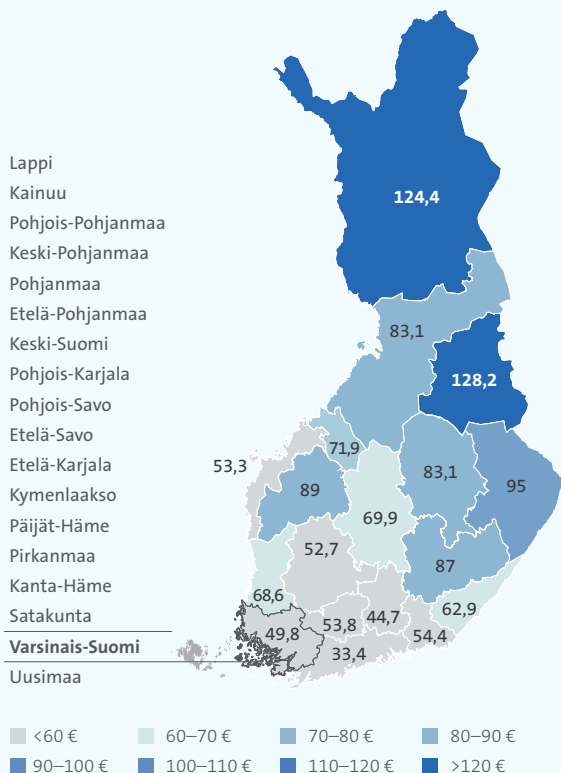 Lappi
Kainuu
Pohjois-Pohjanmaa
Keski-Pohjanmaa
Pohjanmaa
Etelä-Pohjanmaa
Keski-Suomi
Pohjois-Karjala
Pohjois-Savo
Etelä-Savo
Etelä-Karjala
Kymenlaakso
Päijät-Häme
Pirkanmaa
Kanta-Häme
Satakunta
Varsinais-Suomi
Uusimaa
124,4
83,1
128,2
71,9
53,3
83,1
95
89
69,9
52,7
87
68,6
62,9
44,7
53,8
49,8
54,4
33,4
<60 € 60–70 € 70–80 € 80–90 €
90–100 € 100–110 € 110–120 € >120 €